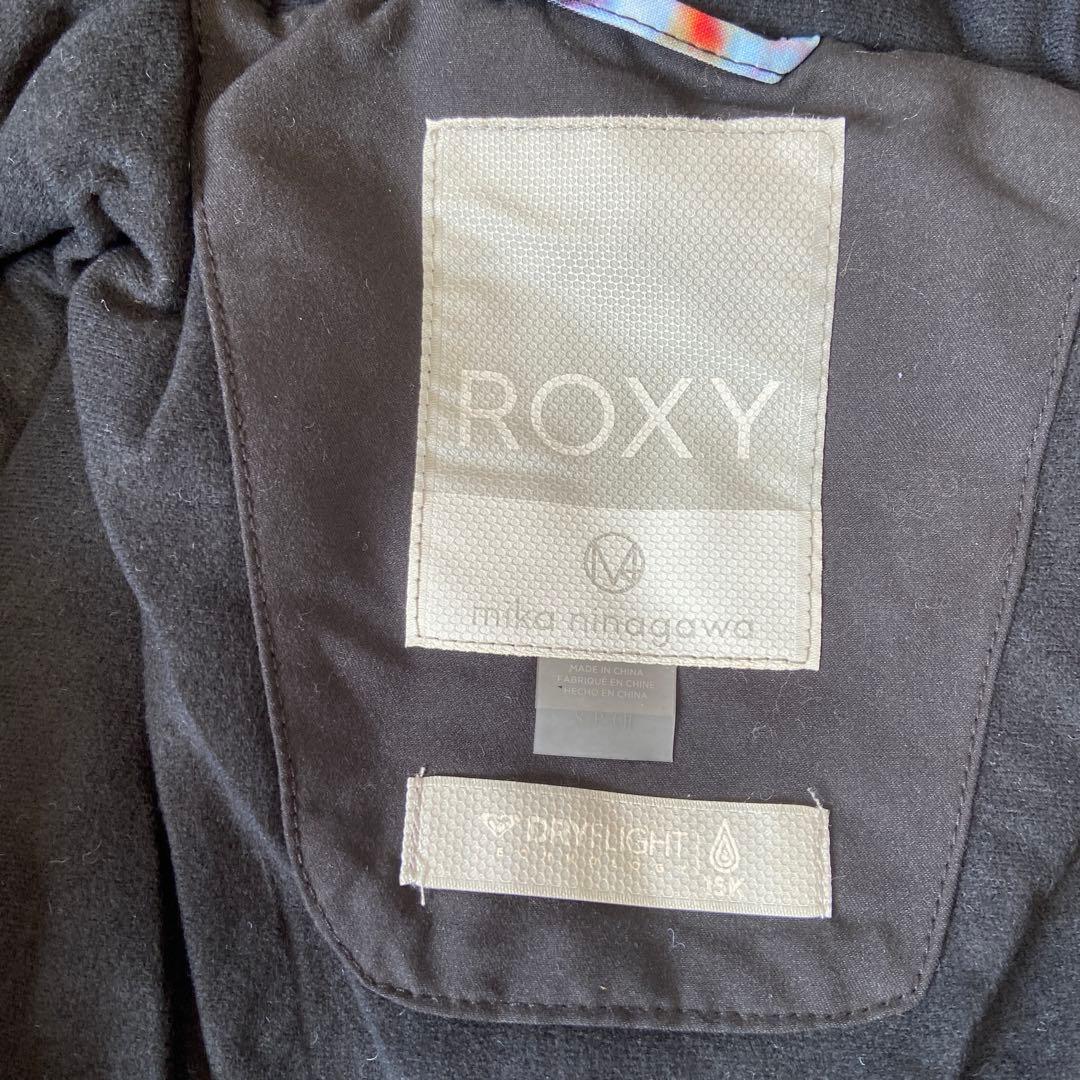 ROXY
mika ninagawa
MADE IN CHINA
FABRIQUÉ EN CHINE
HECHO EN CHINA
DRYFLIGHT
15K